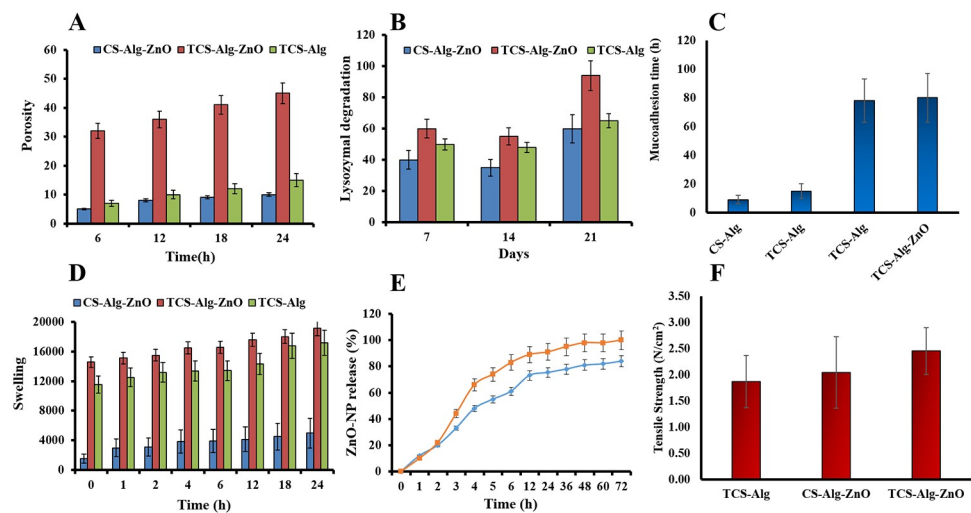 A
CS-Alg-ZnO TCS-Alg-ZnO TCS-Alg
Porosity
60
50
40
30
20
10
0
6 12 18 24
Time(h)
B
CS-Alg-ZnO TCS-Alg-ZnO TCS-Alg
Lysozymal degradation
120
100
80
60
40
20
0
7 14 21
Days
C
Mucoadhesion time (h)
120
100
80
60
40
20
0
CS-Alg TCS-Alg TCS-Alg TCS-Alg-ZnO
D
CS-Alg-ZnO TCS-Alg-ZnO TCS-Alg
Swelling
20000
16000
12000
8000
4000
0
0 1 2 4 6 12 18 24
Time (h)
E
ZnO-NP release (%)
120
100
80
60
40
20
0
0 1 2 3 4 5 6 12 24 36 48 60 72
Time (h)
F
Tensile Strength (N/cm²)
3.50
3.00
2.50
2.00
1.50
1.00
0.50
0.00
TCS-Alg CS-Alg-ZnO TCS-Alg-ZnO